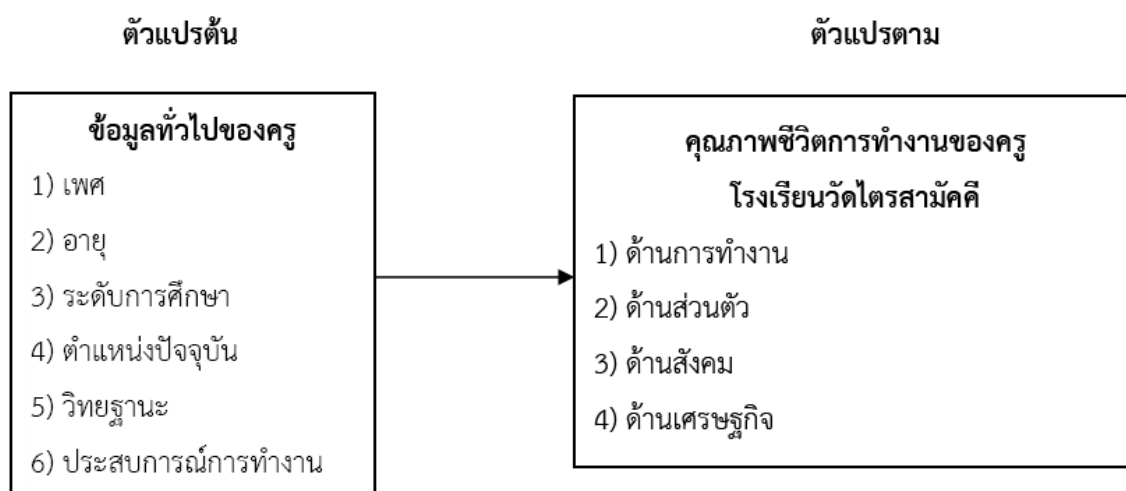 ตัวแปรต้น
ตัวแปรตาม
ข้อมูลทั่วไปของครู
1) เพศ
2) อายุ
3) ระดับการศึกษา
4) ตำแหน่งปัจจุบัน
5) วิทยฐานะ
6) ประสบการณ์การทำงาน
คุณภาพชีวิตการทำงานของครู
โรงเรียนวัดไตรสามัคคี
1) ด้านการทำงาน
2) ด้านส่วนตัว
3) ด้านสังคม
4) ด้านเศรษฐกิจ